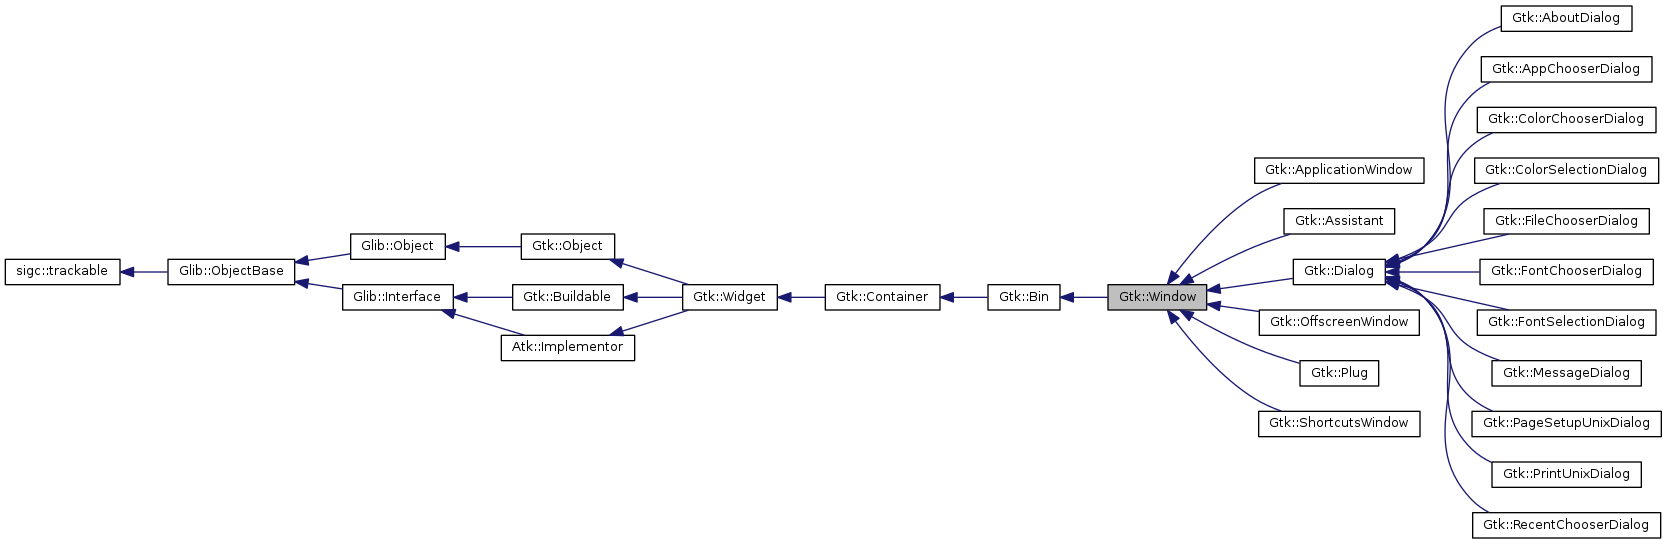 Gtk::AboutDialog
Gtk::AppChooserDialog
Gtk::ColorChooserDialog
Gtk::ApplicationWindow
Gtk::ColorSelectionDialog
Gtk::Assistant
Gtk::FileChooserDialog
Glib::Object
Gtk::Object
sigc::trackable
Glib::ObjectBase
Gtk::Dialog
Gtk::FontChooserDialog
Glib::Interface
Gtk::Buildable
Gtk::Widget
Gtk::Container
Gtk::Bin
Gtk::Window
Gtk::OffscreenWindow
Gtk::FontSelectionDialog
Atk::Implementor
Gtk::Plug
Gtk::MessageDialog
Gtk::ShortcutsWindow
Gtk::PageSetupUnixDialog
Gtk::PrintUnixDialog
Gtk::RecentChooserDialog